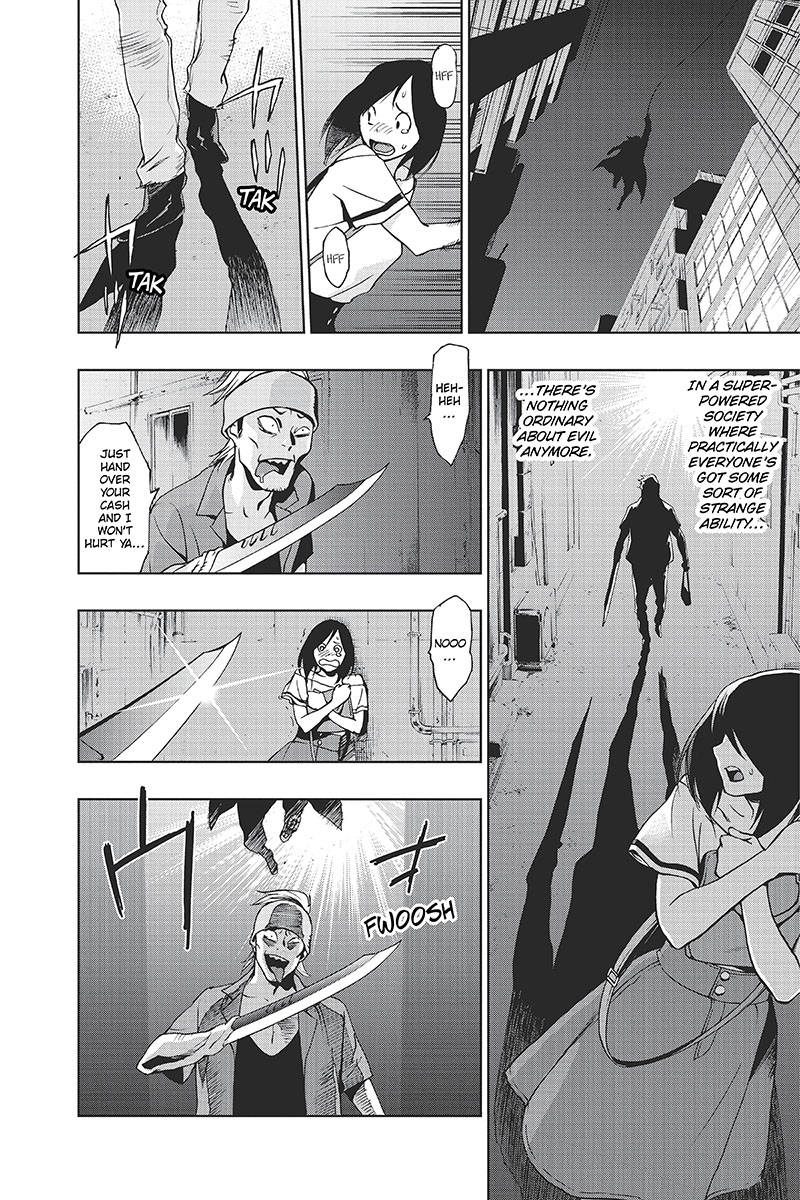 HFF
HFF
TAK
TAK
IN A SUPER-
POWERED
SOCIETY
WHERE
PRACTICALLY
EVERYONE'S
GOT SOME
SORT OF
STRANGE
ABILITY...
...THERE'S
NOTHING
ORDINARY
ABOUT EVIL
ANYMORE.
HEH-
HEH
...
JUST
HAND
OVER
YOUR
CASH
AND I
WON'T
HURT YA...
NOOO
...
FWOOSH